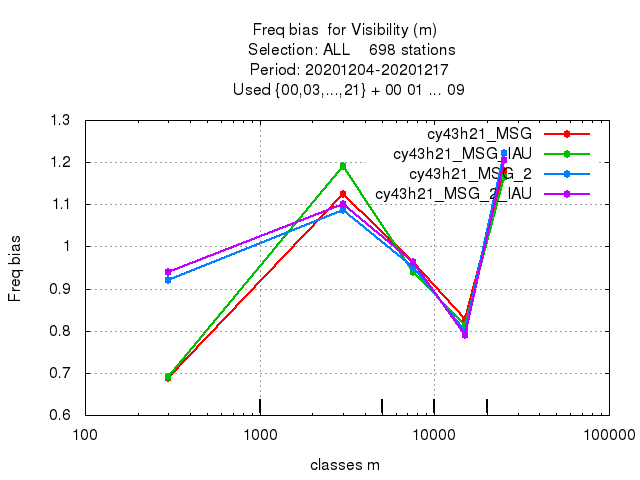 Freq bias  for Visibility (m)
Selection: ALL    698 stations
Period: 20201204-20201217
Used {00,03,...,21} + 00 01 ... 09
1.3
1.2
1.1
1
0.9
0.8
0.7
0.6
Freq bias
cy43h21_MSG
cy43h21_MSG_IAU
cy43h21_MSG_2
cy43h21_MSG_2_IAU
100 1000 10000 100000
classes m